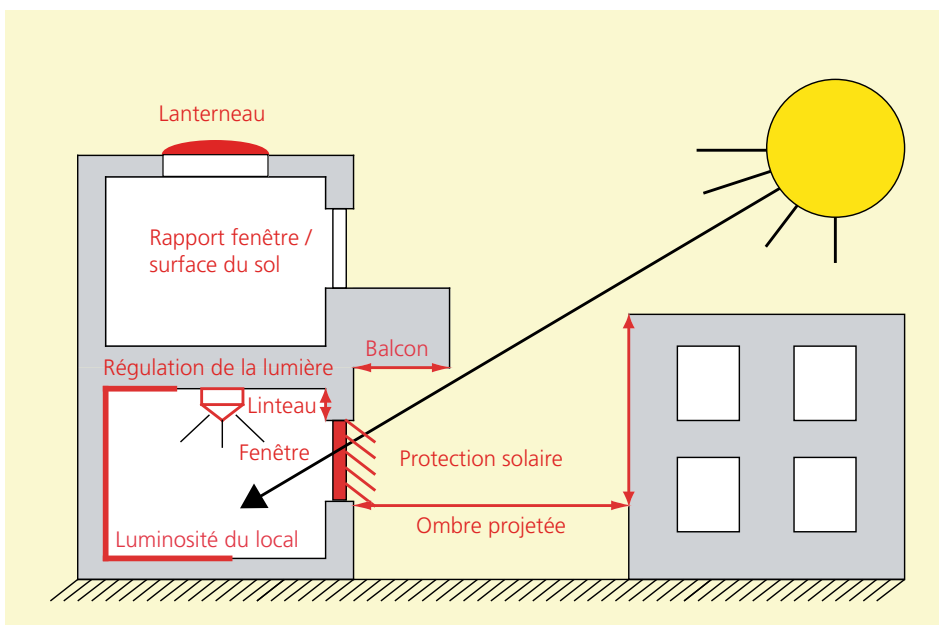 Lanterneau
Rapport fenêtre /
surface du sol
Balcon
Régulation de la lumière
Linteau
Fenêtre
Protection solaire
Ombre projetée
Luminosité du local